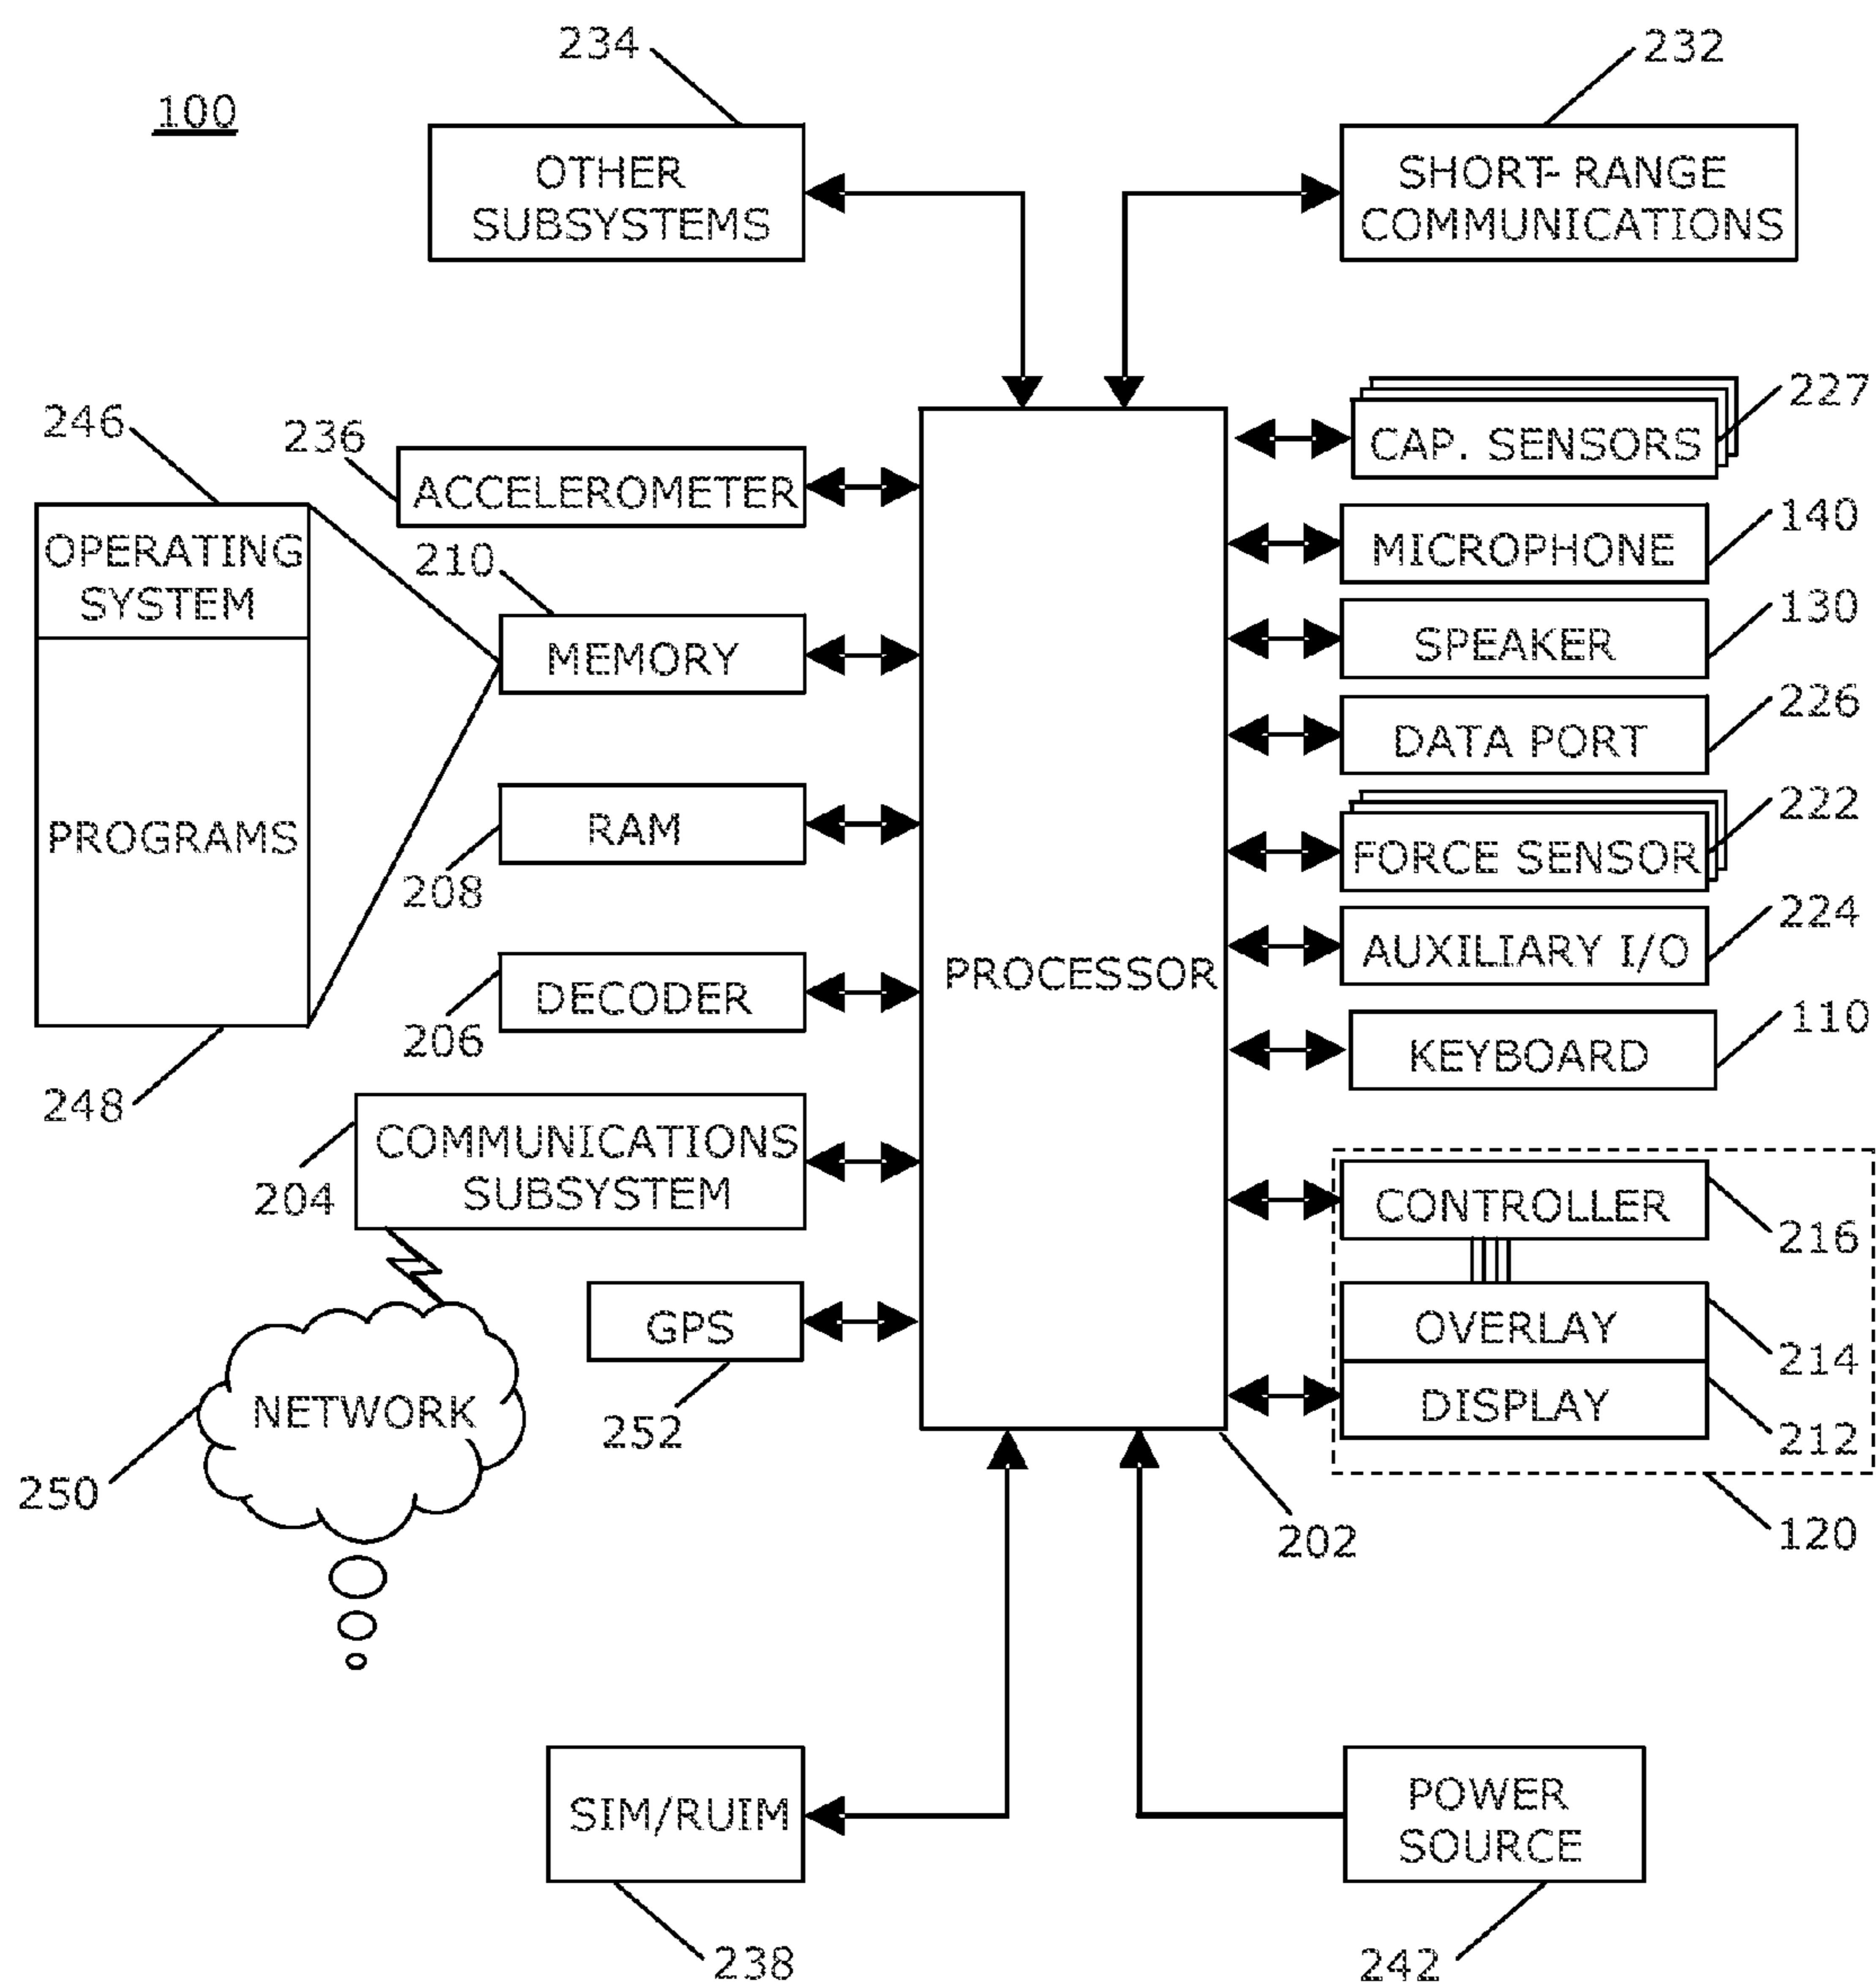 234
232
100
OTHER
SUBSYSTEMS
SHORT-RANGE
COMMUNICATIONS
246
236
227
ACCELEROMETER
CAP. SENSORS
OPERATING
SYSTEM
210
MICROPHONE
140
MEMORY
SPEAKER
130
DATA PORT
226
PROGRAMS
RAM
208
FORCE SENSOR
222
PROCESSOR
AUXILIARY I/O
224
DECODER
206
KEYBOARD
110
248
COMMUNICATIONS
SUBSYSTEM
204
CONTROLLER
216
GPS
252
OVERLAY
214
DISPLAY
212
NETWORK
250
202
120
SIM/RUIM
POWER
SOURCE
238
242